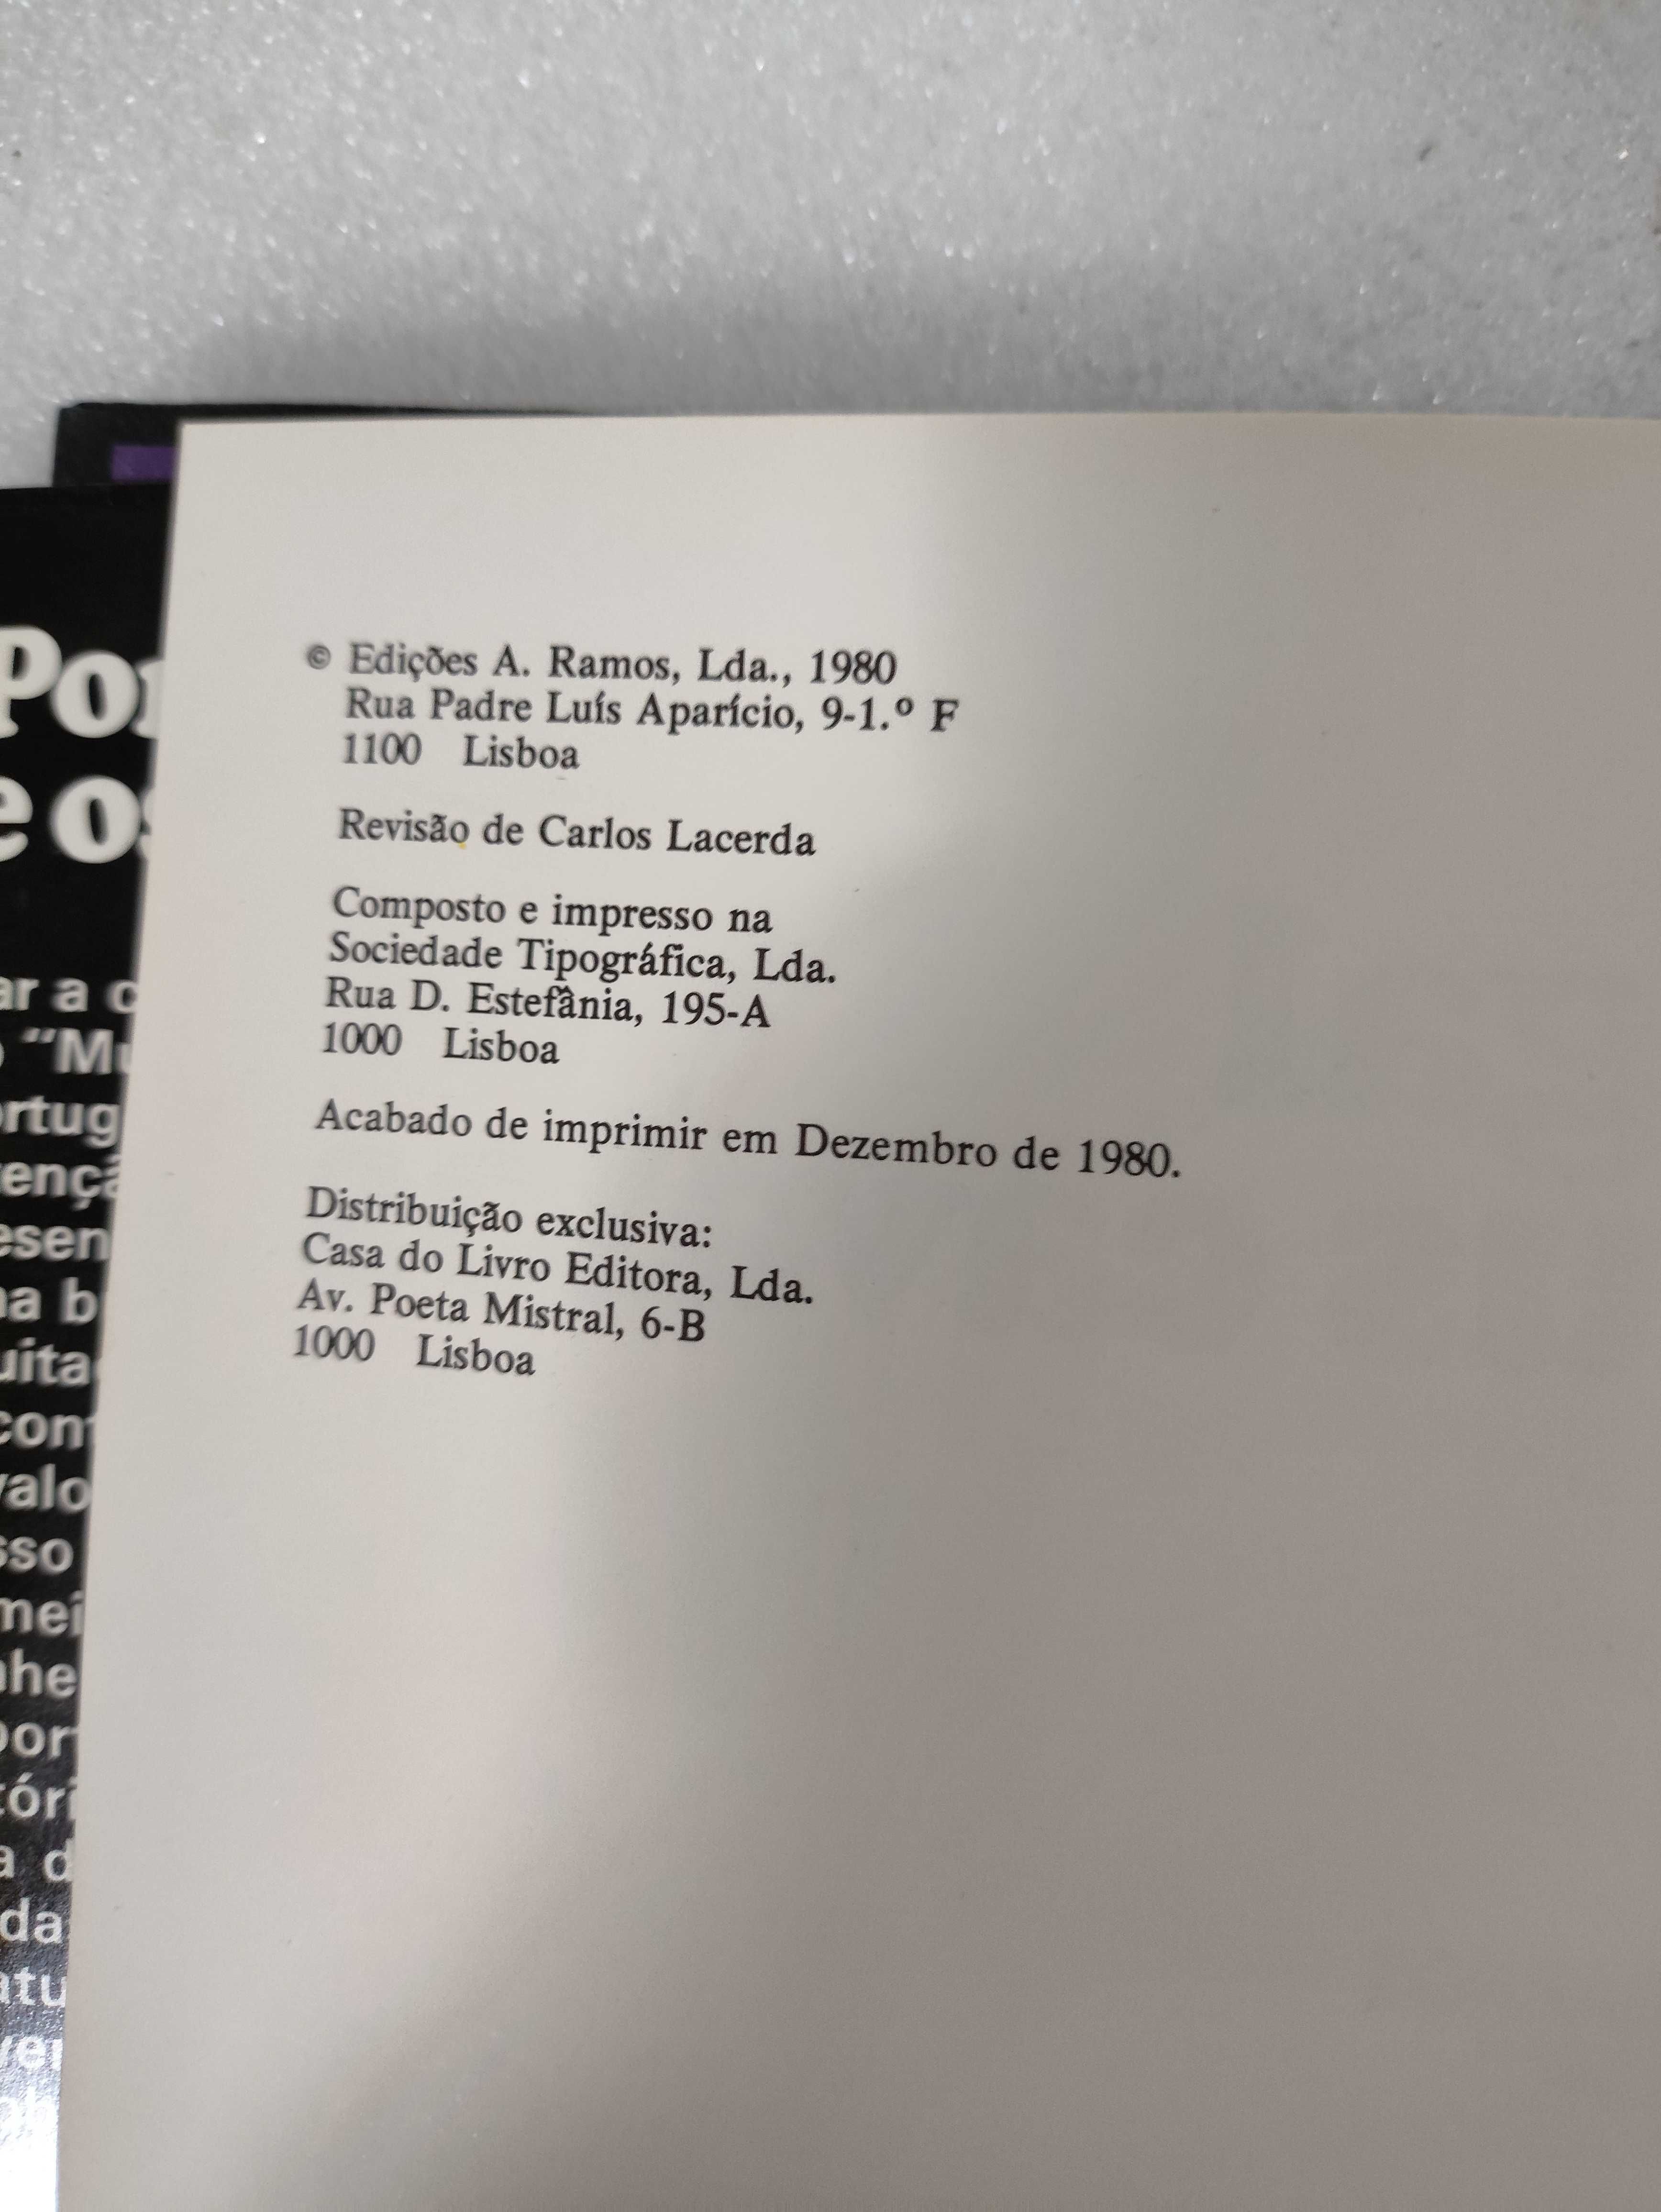 © Edições A. Ramos, Lda., 1980
Rua Padre Luís Aparício, 9-1.º F
1100 Lisboa
Revisão de Carlos Lacerda
Composto e impresso na
Sociedade Tipográfica, Lda.
Rua D. Estefânia, 195-A
1000 Lisboa
Acabado de imprimir em Dezembro de 1980.
Distribuição exclusiva:
Casa do Livro Editora, Lda.
Av. Poeta Mistral, 6-B
1000 Lisboa